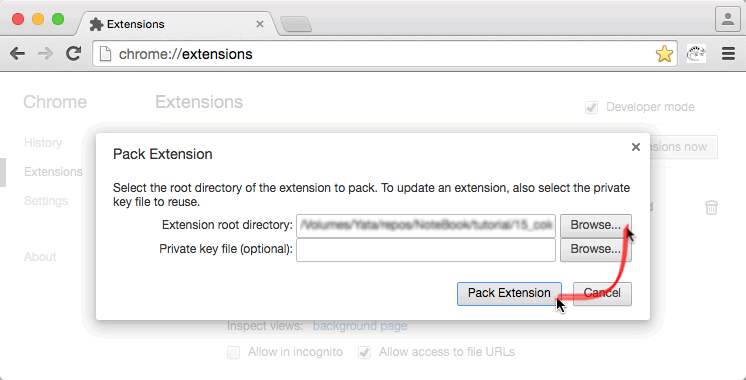 Extensions
chrome://extensions
Chrome
Extensions
Developer mode
History
sions now
Extensions
Settings
About
Pack Extension
Select the root directory of the extension to pack. To update an extension, also select the private
key file to reuse.
Extension root directory: /Volumes/Yata/repos/NoteBook/tutorial/15_col Browse...
Private key file (optional): Browse...
Pack Extension Cancel
Inspect views: background page
Allow in incognito Allow access to file URLs